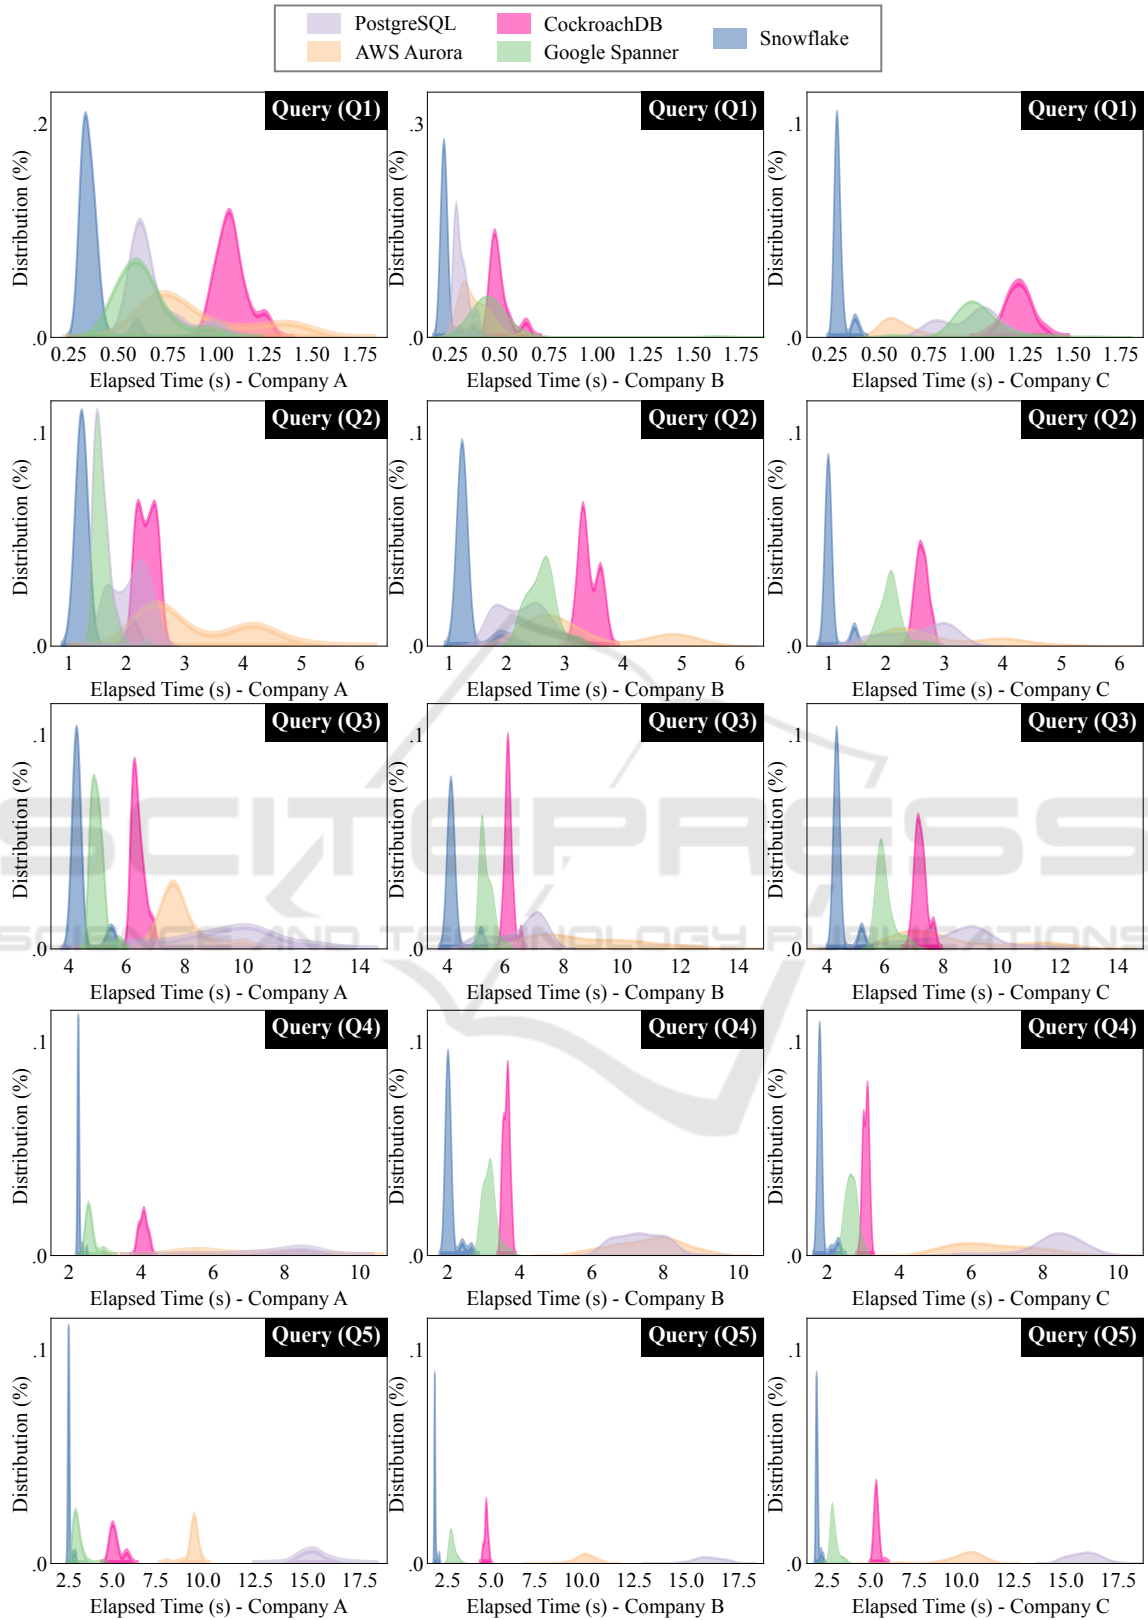 PostgreSQL CockroachDB Snowflake
AWS Aurora Google Spanner
Query (Q1) Query (Q1) Query (Q1)
.2 .3 .1
Distribution (%) Distribution (%) Distribution (%)
.0 .0 .0
0.25 0.50 0.75 1.00 1.25 1.50 1.75 0.25 0.50 0.75 1.00 1.25 1.50 1.75 0.25 0.50 0.75 1.00 1.25 1.50 1.75
Elapsed Time (s) - Company A Elapsed Time (s) - Company B Elapsed Time (s) - Company C
Query (Q2) Query (Q2) Query (Q2)
.1 .1 .1
Distribution (%) Distribution (%) Distribution (%)
.0 .0 .0
1 2 3 4 5 6 1 2 3 4 5 6 1 2 3 4 5 6
Elapsed Time (s) - Company A Elapsed Time (s) - Company B Elapsed Time (s) - Company C
Query (Q3) Query (Q3) Query (Q3)
.1 .1 .1
Distribution (%) Distribution (%) Distribution (%)
SCITEPRESS
SCIENCE AND TECHNOLOGY PUBLICATIONS
.0 .0 .0
4 6 8 10 12 14 4 6 8 10 12 14 4 6 8 10 12 14
Elapsed Time (s) - Company A Elapsed Time (s) - Company B Elapsed Time (s) - Company C
Query (Q4) Query (Q4) Query (Q4)
.1 .1 .1
Distribution (%) Distribution (%) Distribution (%)
.0 .0 .0
2 4 6 8 10 2 4 6 8 10 2 4 6 8 10
Elapsed Time (s) - Company A Elapsed Time (s) - Company B Elapsed Time (s) - Company C
Query (Q5) Query (Q5) Query (Q5)
.1 .1 .1
Distribution (%) Distribution (%) Distribution (%)
.0 .0 .0
2.5 5.0 7.5 10.0 12.5 15.0 17.5 2.5 5.0 7.5 10.0 12.5 15.0 17.5 2.5 5.0 7.5 10.0 12.5 15.0 17.5
Elapsed Time (s) - Company A Elapsed Time (s) - Company B Elapsed Time (s) - Company C